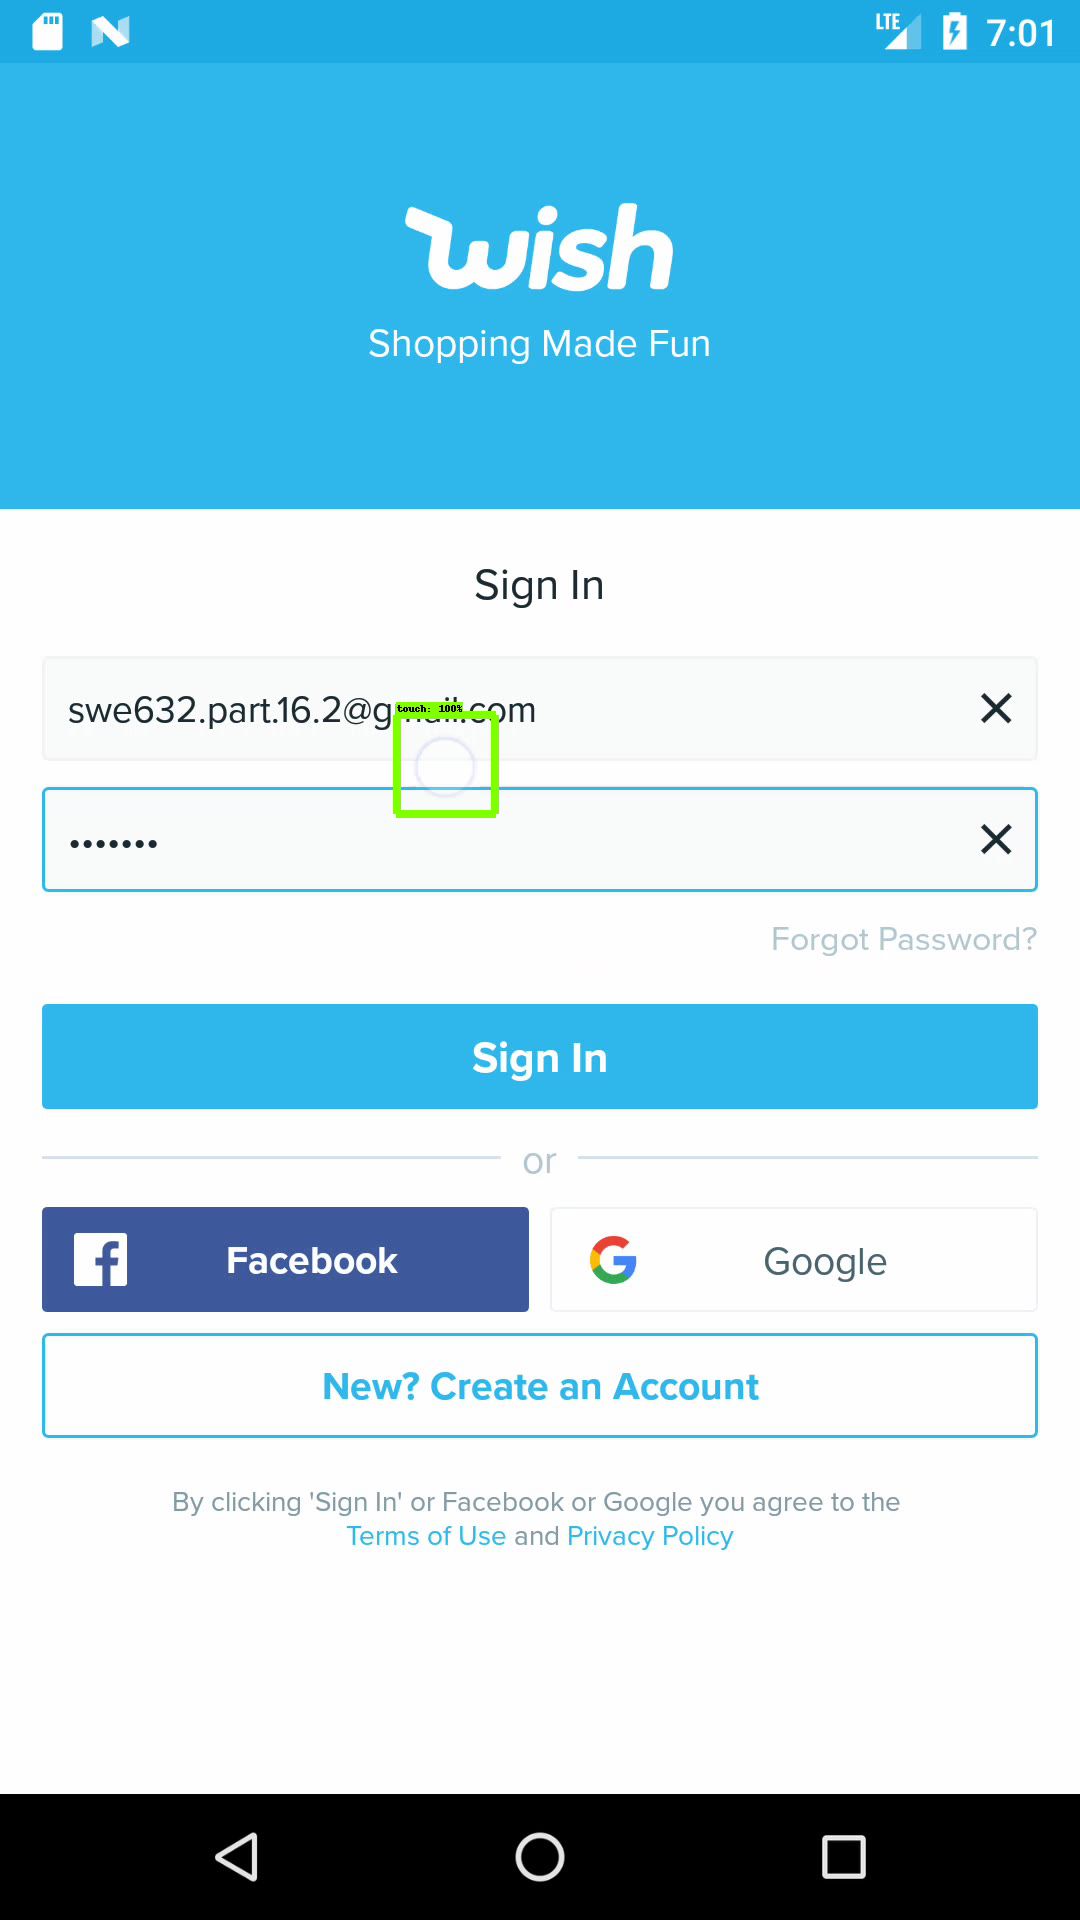 LTE 7:01
wish
Shopping Made Fun
Sign In
swe632.part.16.2@gmail.com
touch: 100%
•••••••
Forgot Password?
Sign In
or
Facebook
Google
New? Create an Account
By clicking 'Sign In' or Facebook or Google you agree to the
Terms of Use and Privacy Policy